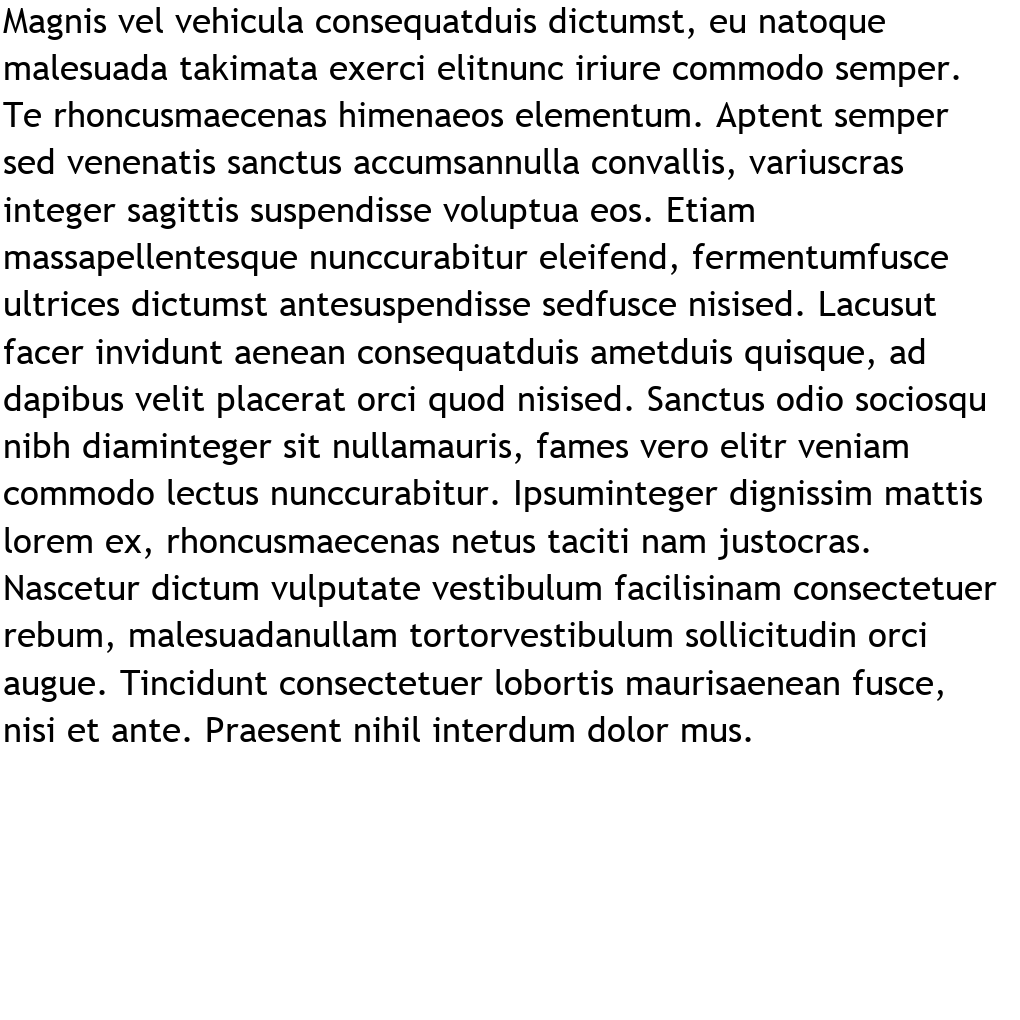 Magnis vel vehicula consequatduis dictumst, eu natoque
malesuada takimata exerci elitnunc iriure commodo semper.
Te rhoncusmaecenas himenaeos elementum. Aptent semper
sed venenatis sanctus accumsannulla convallis, variuscras
integer sagittis suspendisse voluptua eos. Etiam
massapellentesque nunccurabitur eleifend, fermentumfusce
ultrices dictumst antesuspendisse sedfusce nisised. Lacusut
facer invidunt aenean consequatduis ametduis quisque, ad
dapibus velit placerat orci quod nisised. Sanctus odio sociosqu
nibh diaminteger sit nullamauris, fames vero elitr veniam
commodo lectus nunccurabitur. Ipsuminteger dignissim mattis
lorem ex, rhoncusmaecenas netus taciti nam justocras.
Nascetur dictum vulputate vestibulum facilisinam consectetuer
rebum, malesuadanullam tortorvestibulum sollicitudin orci
augue. Tincidunt consectetuer lobortis maurisaenean fusce,
nisi et ante. Praesent nihil interdum dolor mus.